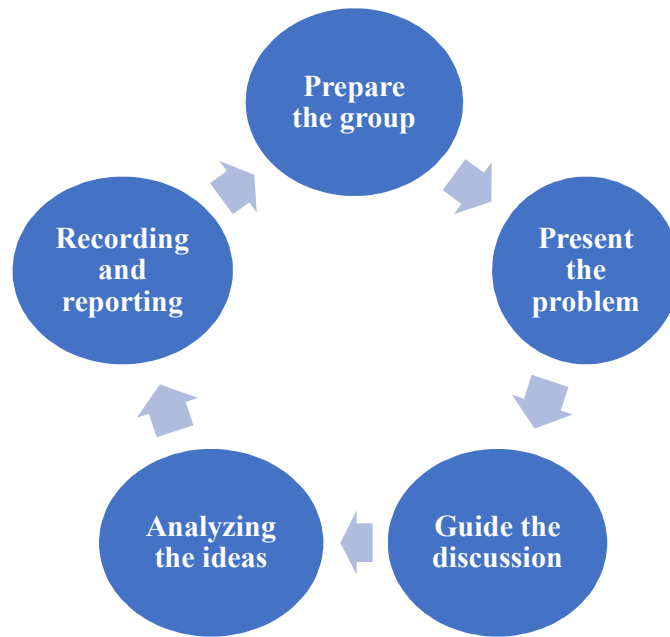 Prepare
the group
Present
the
problem
Guide the
discussion
Analyzing
the ideas
Recording
and
reporting